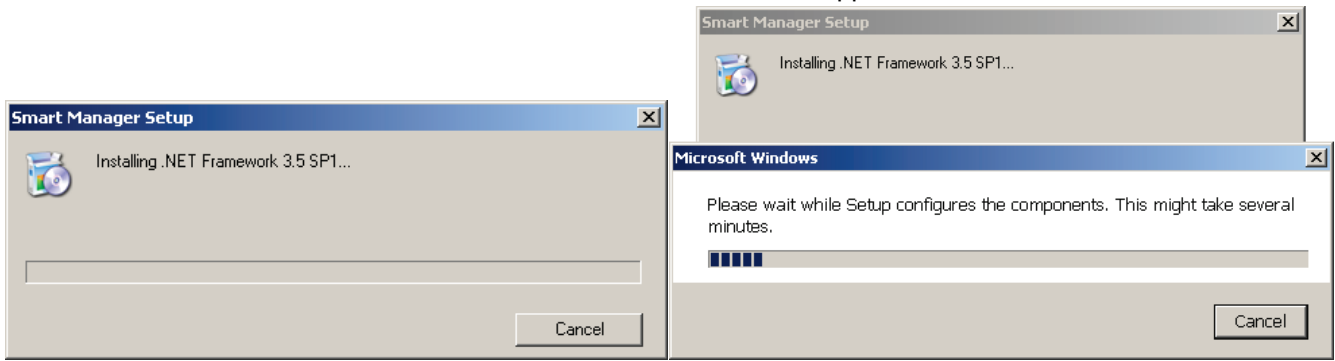 Smart Manager Setup
Installing .NET Framework 3.5 SP1...
Cancel
Smart Manager Setup
Installing .NET Framework 3.5 SP1...
Microsoft Windows
Please wait while Setup configures the components. This might take several
minutes.
Cancel